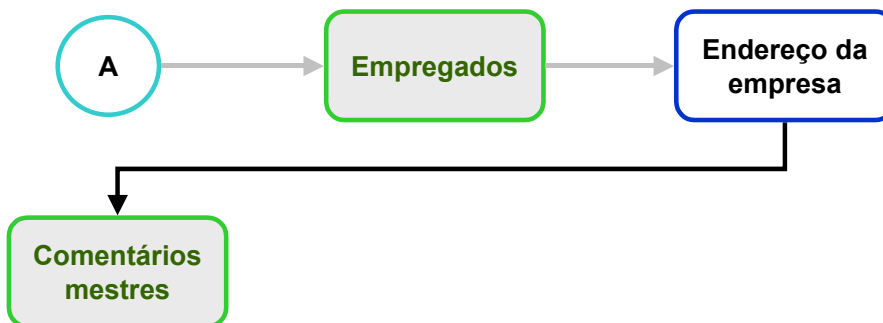 A
Empregados
Endereço da
empresa
Comentários
mestres